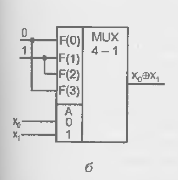 0
1
F(0)
F(1)
F(2)
F(3)
MUX
4 – 1
x₀⊕x₁
A
x₀ 0
x₁ 1
б